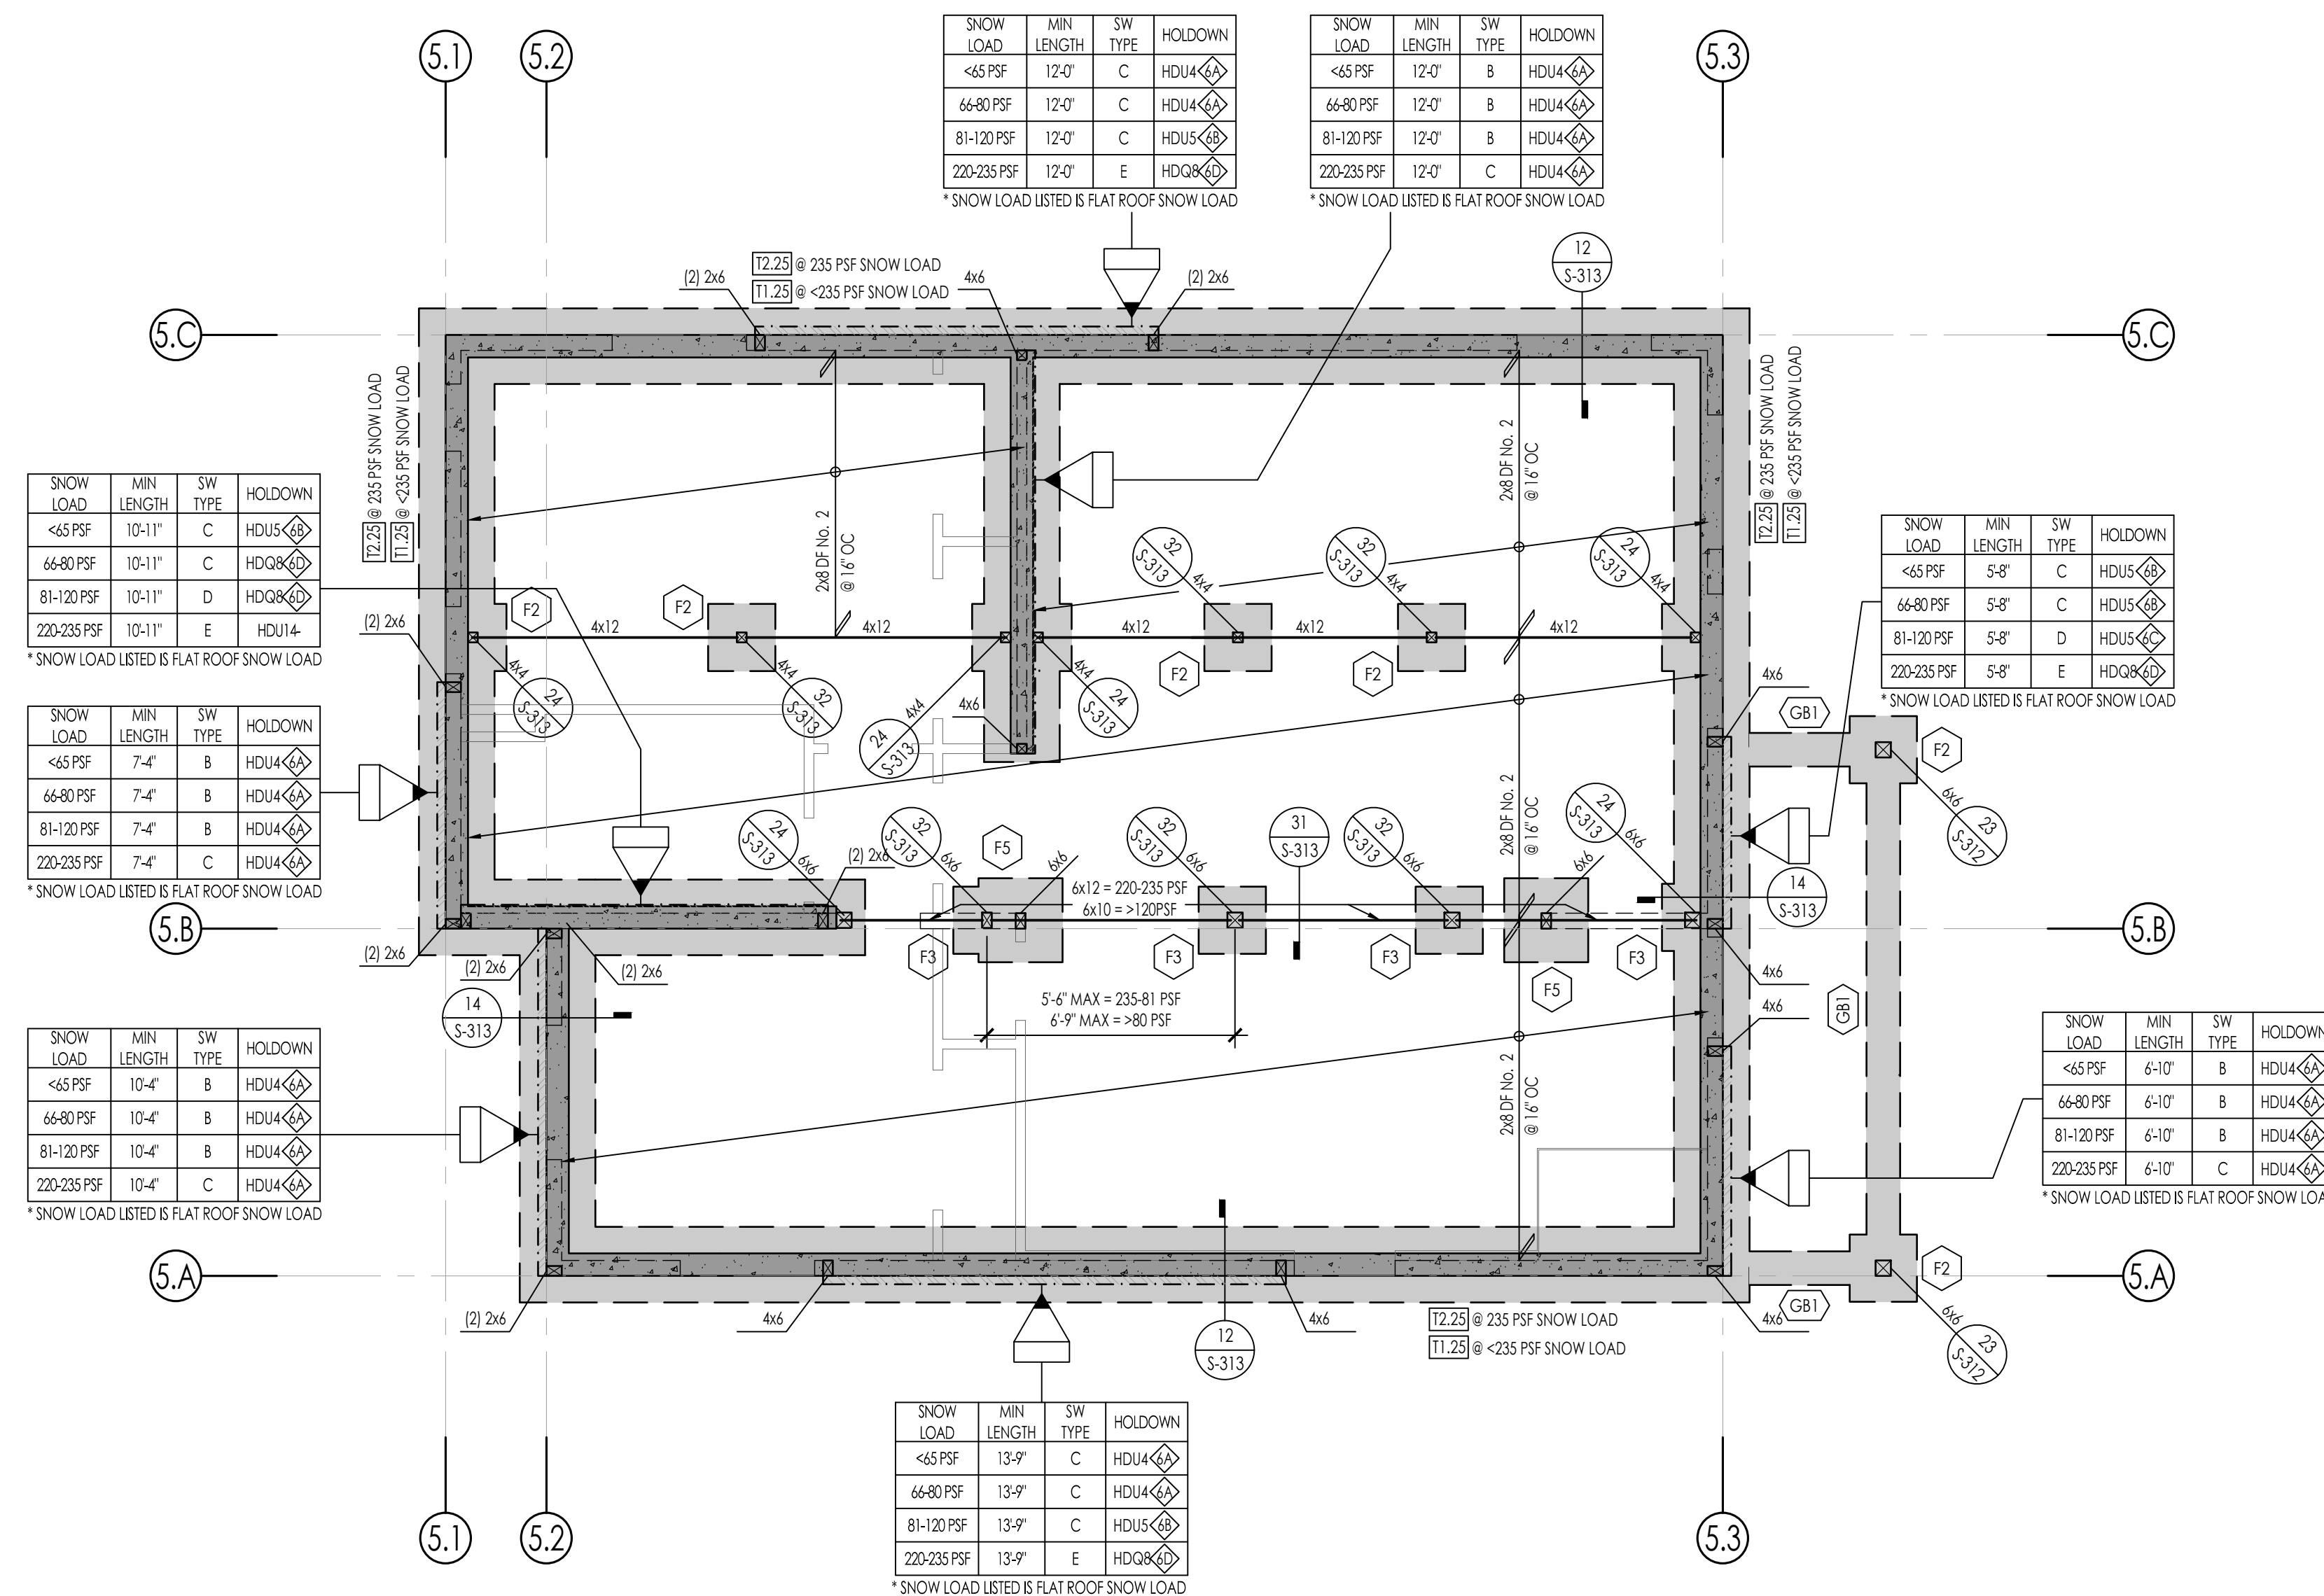 5.1
5.2
5.3
SNOW LOAD MIN LENGTH SW TYPE HOLDOWN
<65 PSF 12'-0" C HDU4 6A
66-80 PSF 12'-0" C HDU4 6A
81-120 PSF 12'-0" C HDU5 6B
220-235 PSF 12'-0" E HDQ8 6D
* SNOW LOAD LISTED IS FLAT ROOF SNOW LOAD
SNOW LOAD MIN LENGTH SW TYPE HOLDOWN
<65 PSF 12'-0" B HDU4 6A
66-80 PSF 12'-0" B HDU4 6A
81-120 PSF 12'-0" B HDU4 6A
220-235 PSF 12'-0" C HDU4 6A
* SNOW LOAD LISTED IS FLAT ROOF SNOW LOAD
T2.25 @ 235 PSF SNOW LOAD
T1.25 @ <235 PSF SNOW LOAD
(2) 2x6
4x6
(2) 2x6
12
S-313
5.C
5.C
T2.25 @ 235 PSF SNOW LOAD
T1.25 @ <235 PSF SNOW LOAD
T2.25 @ 235 PSF SNOW LOAD
T1.25 @ <235 PSF SNOW LOAD
SNOW LOAD MIN LENGTH SW TYPE HOLDOWN
<65 PSF 10'-11" C HDU5 6B
66-80 PSF 10'-11" C HDQ8 6D
81-120 PSF 10'-11" D HDQ8 6D
220-235 PSF 10'-11" E HDU14-
* SNOW LOAD LISTED IS FLAT ROOF SNOW LOAD
SNOW LOAD MIN LENGTH SW TYPE HOLDOWN
<65 PSF 5'-8" C HDU5 6B
66-80 PSF 5'-8" C HDU5 6B
81-120 PSF 5'-8" D HDU5 6C
220-235 PSF 5'-8" E HDQ8 6D
* SNOW LOAD LISTED IS FLAT ROOF SNOW LOAD
2x8 DF No. 2
@ 16" OC
2x8 DF No. 2
@ 16" OC
32
S-313
4x4
32
S-313
4x4
24
S-313
4x4
(2) 2x6
F2
F2
4x12
4x12
4x12
4x12
4x12
F2
F2
4x4
24
S-313
4x4
32
S-313
4x4
24
S-313
4x4
24
S-313
4x6
4x6
GB1
F2
6x6
23
S-312
SNOW LOAD MIN LENGTH SW TYPE HOLDOWN
<65 PSF 7'-4" B HDU4 6A
66-80 PSF 7'-4" B HDU4 6A
81-120 PSF 7'-4" B HDU4 6A
220-235 PSF 7'-4" C HDU4 6A
* SNOW LOAD LISTED IS FLAT ROOF SNOW LOAD
2x8 DF No. 2
@ 16" OC
24
S-313
6x6
(2) 2x6
32
S-313
6x6
F5
6x6
32
S-313
6x6
31
S-313
32
S-313
6x6
24
S-313
6x6
6x6
14
S-313
6x12 = 220-235 PSF
6x10 = >120PSF
5.B
5.B
(2) 2x6
(2) 2x6
(2) 2x6
F3
F3
F3
F5
F3
4x6
4x6
GB1
14
S-313
5'-6" MAX = 235-81 PSF
6'-9" MAX = >80 PSF
2x8 DF No. 2
@ 16" OC
SNOW LOAD MIN LENGTH SW TYPE HOLDOWN
<65 PSF 10'-4" B HDU4 6A
66-80 PSF 10'-4" B HDU4 6A
81-120 PSF 10'-4" B HDU4 6A
220-235 PSF 10'-4" C HDU4 6A
* SNOW LOAD LISTED IS FLAT ROOF SNOW LOAD
SNOW LOAD MIN LENGTH SW TYPE HOLDOWN
<65 PSF 6'-10" B HDU4 6A
66-80 PSF 6'-10" B HDU4 6A
81-120 PSF 6'-10" B HDU4 6A
220-235 PSF 6'-10" C HDU4 6A
* SNOW LOAD LISTED IS FLAT ROOF SNOW LOA
5.A
5.A
(2) 2x6
4x6
4x6
12
S-313
T2.25 @ 235 PSF SNOW LOAD
T1.25 @ <235 PSF SNOW LOAD
4x6
GB1
F2
6x6
23
S-312
SNOW LOAD MIN LENGTH SW TYPE HOLDOWN
<65 PSF 13'-9" C HDU4 6A
66-80 PSF 13'-9" C HDU4 6A
81-120 PSF 13'-9" C HDU5 6B
220-235 PSF 13'-9" E HDQ8 6D
* SNOW LOAD LISTED IS FLAT ROOF SNOW LOAD
5.1
5.2
5.3